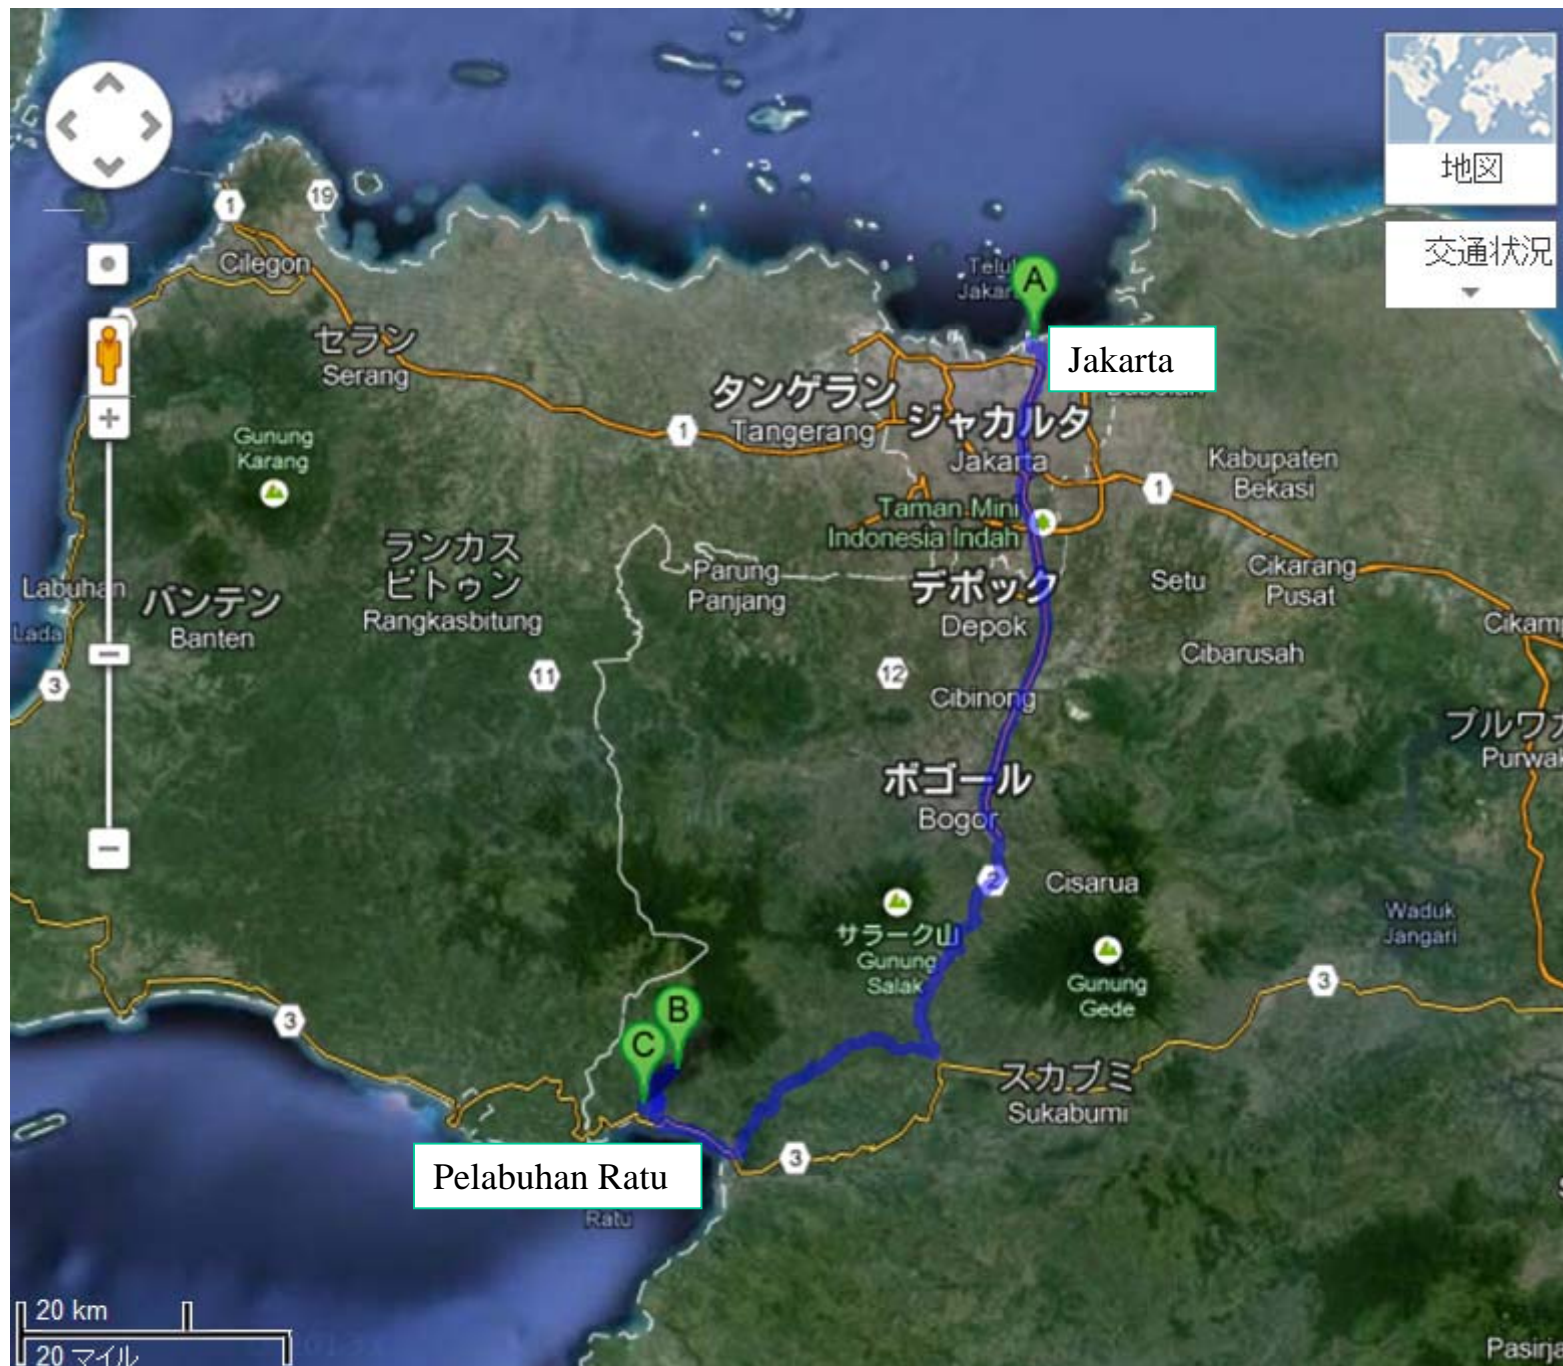 地図
交通状況
1
19
Cilegon
Teluk
Jakar
A
Jakarta
セラン
Serang
タンゲラン
Tangerang
1
ジャカルタ
Jakarta
Gunung
Karang
Kabupaten
Bekasi
1
Taman Mini
Indonesia Indah
ランカス
ビトゥン
Rangkasbitung
Parung
Panjang
デポック
Depok
Setu
Cikarang
Pusat
Labuhan
Lada
バンテン
Banten
Cikamp
Cibarusah
3
11
12
Cibinong
プルワカ
Purwak
ボゴール
Bogor
2
Cisarua
サラーク山
Gunung
Salak
Waduk
Jangari
Gunung
Gede
3
3
B
C
スカブミ
Sukabumi
3
Pelabuhan Ratu
Ratu
20 km
20 マイル
Pasirja